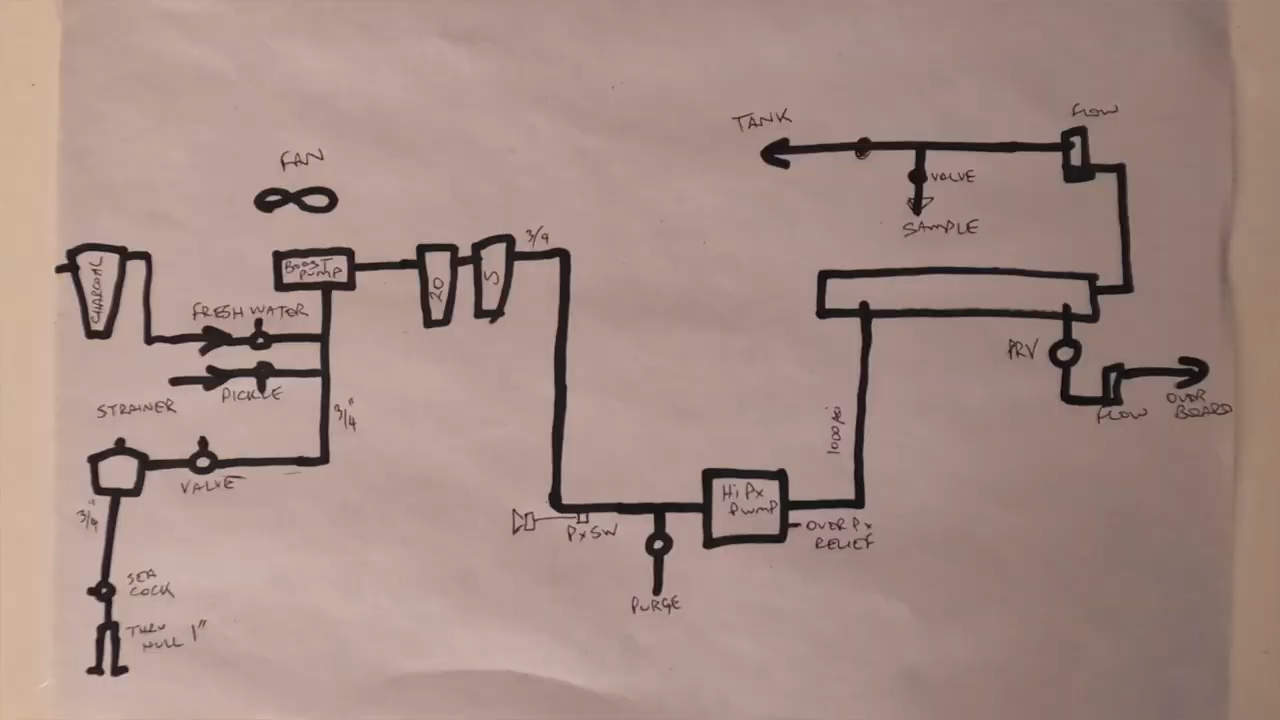 TANK
FLOW
FAN
VALVE
SAMPLE
3/4
BOOST
PUMP
CHARCOAL
20
5
FRESH WATER
PICKLE
STRAINER
3/4"
VALVE
3/4"
SEA
COCK
THRU
HULL 1"
PRV
FLOW
OVER
BOARD
1000psi
Hi Px
PUMP
PxSW
OVER Px
RELIEF
PURGE